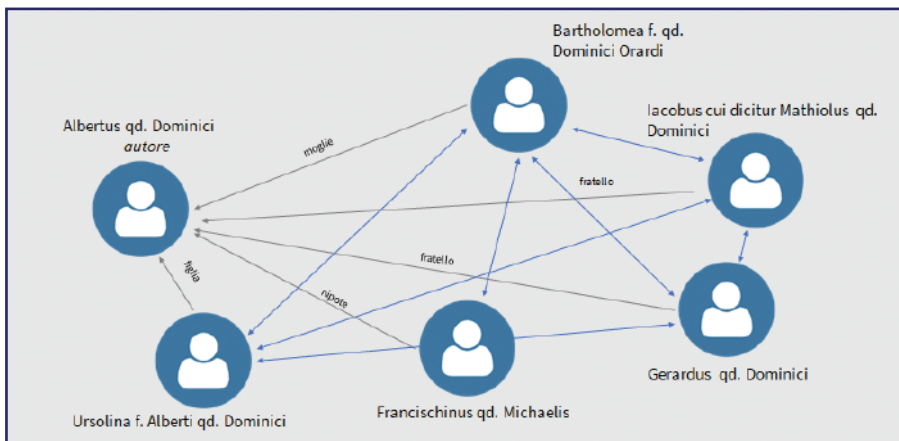 Bartholomea f. qd.
Dominici Orardi
Iacobus cui dicitur Mathiolus qd.
Dominici
Albertus qd. Dominici
autore
moglie
fratello
fratello
figlia
nipote
Gerardus qd. Dominici
Francischinus qd. Michaelis
Ursolina f. Alberti qd. Dominici